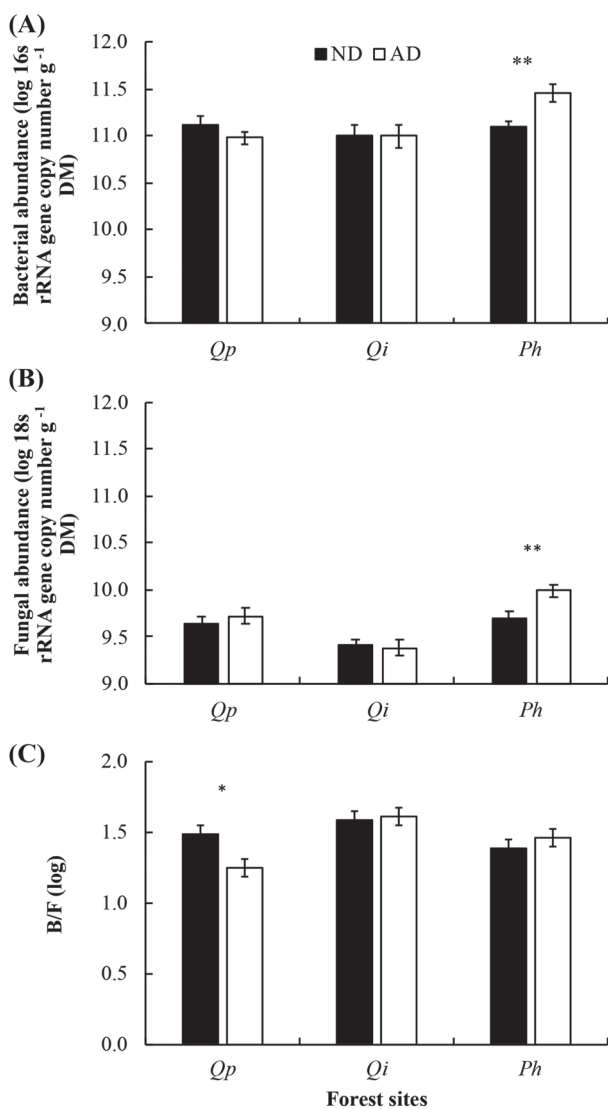 (A)
Bacterial abundance (log 16s
rRNA gene copy number g -1
DM)
12.0
11.5
11.0
10.5
10.0
9.5
9.0
ND AD
**
Qp Qi Ph
(B)
Fungal abundance (log 18s
rRNA gene copy number g -1
DM)
12.0
11.5
11.0
10.5
10.0
9.5
9.0
**
Qp Qi Ph
(C)
B/F (log)
2.0
1.5
1.0
0.5
0.0
*
Qp Qi Ph
Forest sites